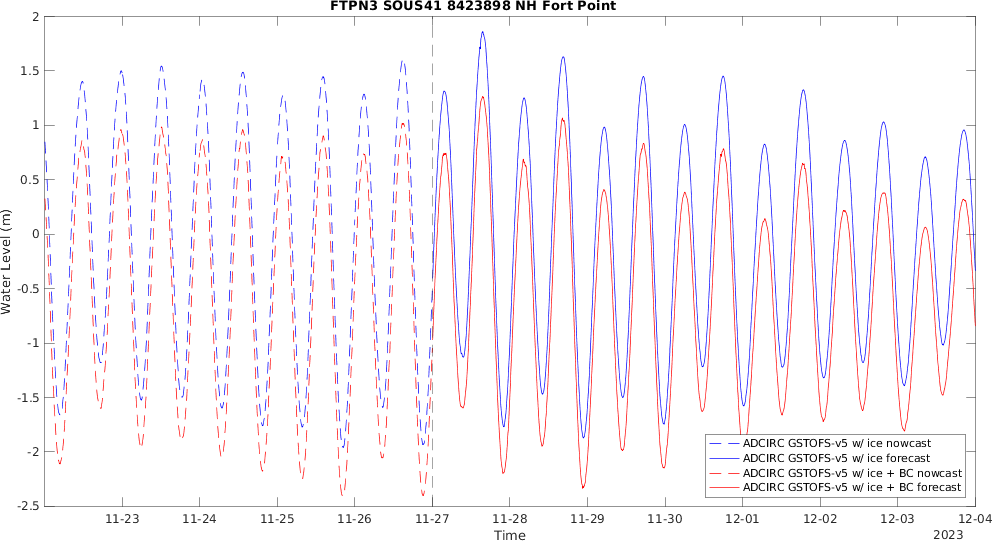 FTPN3 SOUS41 8423898 NH Fort Point
Water Level (m)
2
1.5
1
0.5
0
-0.5
-1
-1.5
-2
-2.5
ADCIRC GSTOFS-v5 w/ ice nowcast
ADCIRC GSTOFS-v5 w/ ice forecast
ADCIRC GSTOFS-v5 w/ ice + BC nowcast
ADCIRC GSTOFS-v5 w/ ice + BC forecast
11-23 11-24 11-25 11-26 11-27 11-28 11-29 11-30 12-01 12-02 12-03 12-04
Time
2023